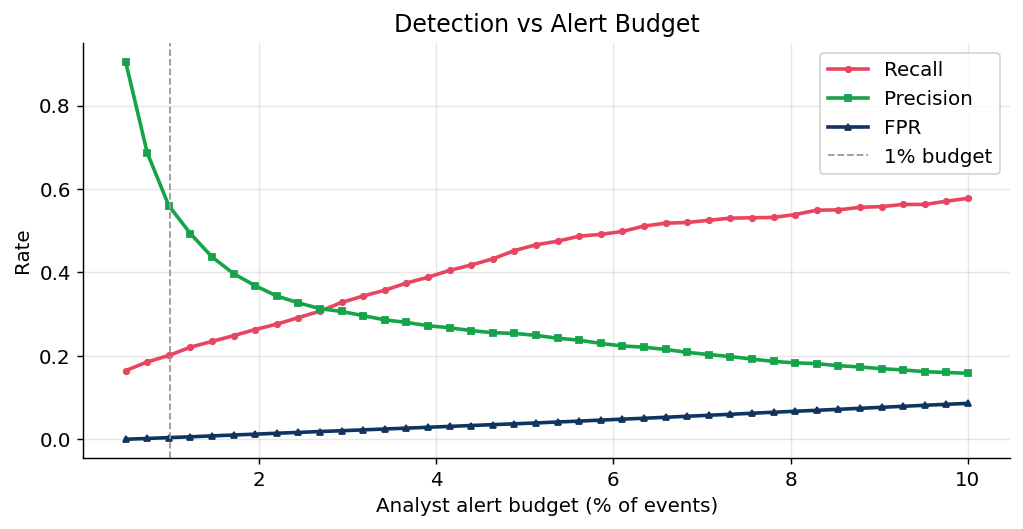 Detection vs Alert Budget
Recall
Precision
FPR
1% budget
0.8
0.6
0.4
0.2
0.0
Rate
2
4
6
8
10
Analyst alert budget (% of events)